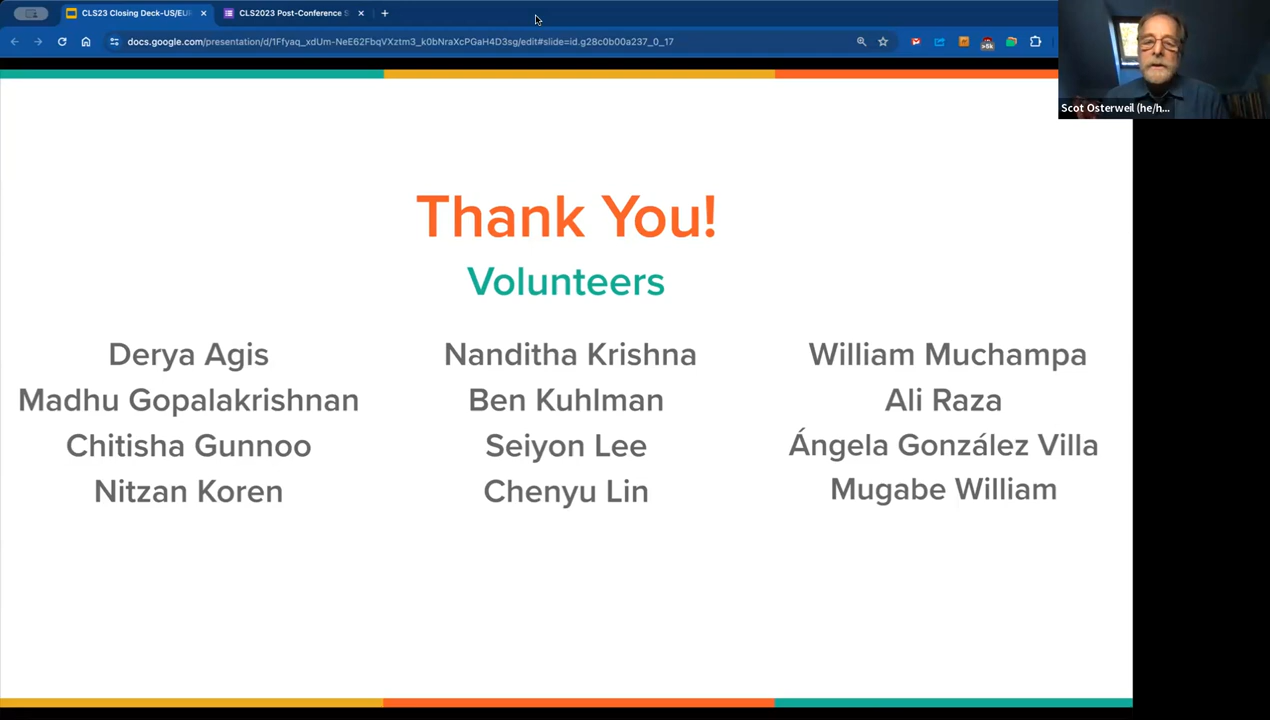 CLS23 Closing Deck-US/EUR
CLS2023 Post-Conference S
docs.google.com/presentation/d/1Ffyaq_xdUm-NeE62FbqVXztm3_k0bNraXcPGaH4D3sg/edit#slide=id.g28c0b00a237_0_17
>5k
Scot Osterweil (he/h...
Thank You!
Volunteers
Derya Agis
Madhu Gopalakrishnan
Chitisha Gunnoo
Nitzan Koren
Nanditha Krishna
Ben Kuhlman
Seiyon Lee
Chenyu Lin
William Muchampa
Ali Raza
Ángela González Villa
Mugabe William